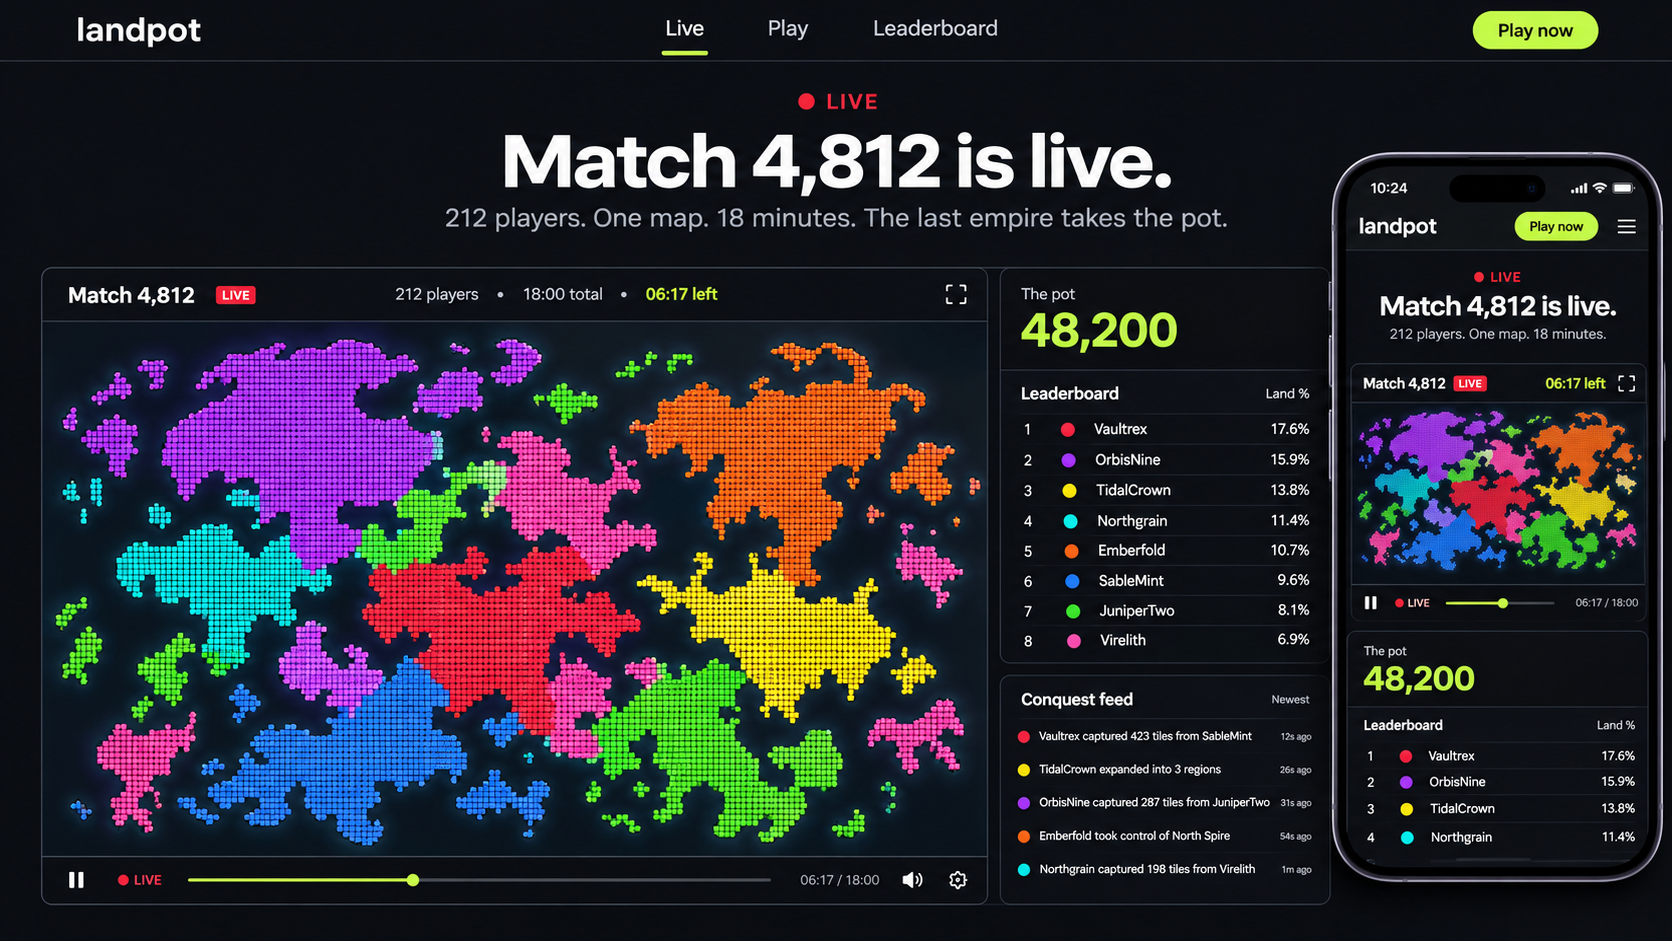 landpot
Live
Play
Leaderboard
Play now
LIVE
Match 4,812 is live.
212 players. One map. 18 minutes. The last empire takes the pot.
Match 4,812 LIVE
212 players • 18:00 total • 06:17 left
LIVE
06:17 / 18:00
The pot
48,200
Leaderboard Land %
1 Vaultrex 17.6%
2 OrbisNine 15.9%
3 TidalCrown 13.8%
4 Northgrain 11.4%
5 Emberfold 10.7%
6 SableMint 9.6%
7 JuniperTwo 8.1%
8 Virelith 6.9%
Conquest feed Newest
Vaultrex captured 423 tiles from SableMint 12s ago
TidalCrown expanded into 3 regions 26s ago
OrbisNine captured 287 tiles from JuniperTwo 31s ago
Emberfold took control of North Spire 54s ago
Northgrain captured 198 tiles from Virelith 1m ago
10:24
landpot Play now
LIVE
Match 4,812 is live.
212 players. One map. 18 minutes.
Match 4,812 LIVE 06:17 left
LIVE 06:17 / 18:00
The pot
48,200
Leaderboard Land %
1 Vaultrex 17.6%
2 OrbisNine 15.9%
3 TidalCrown 13.8%
4 Northgrain 11.4%